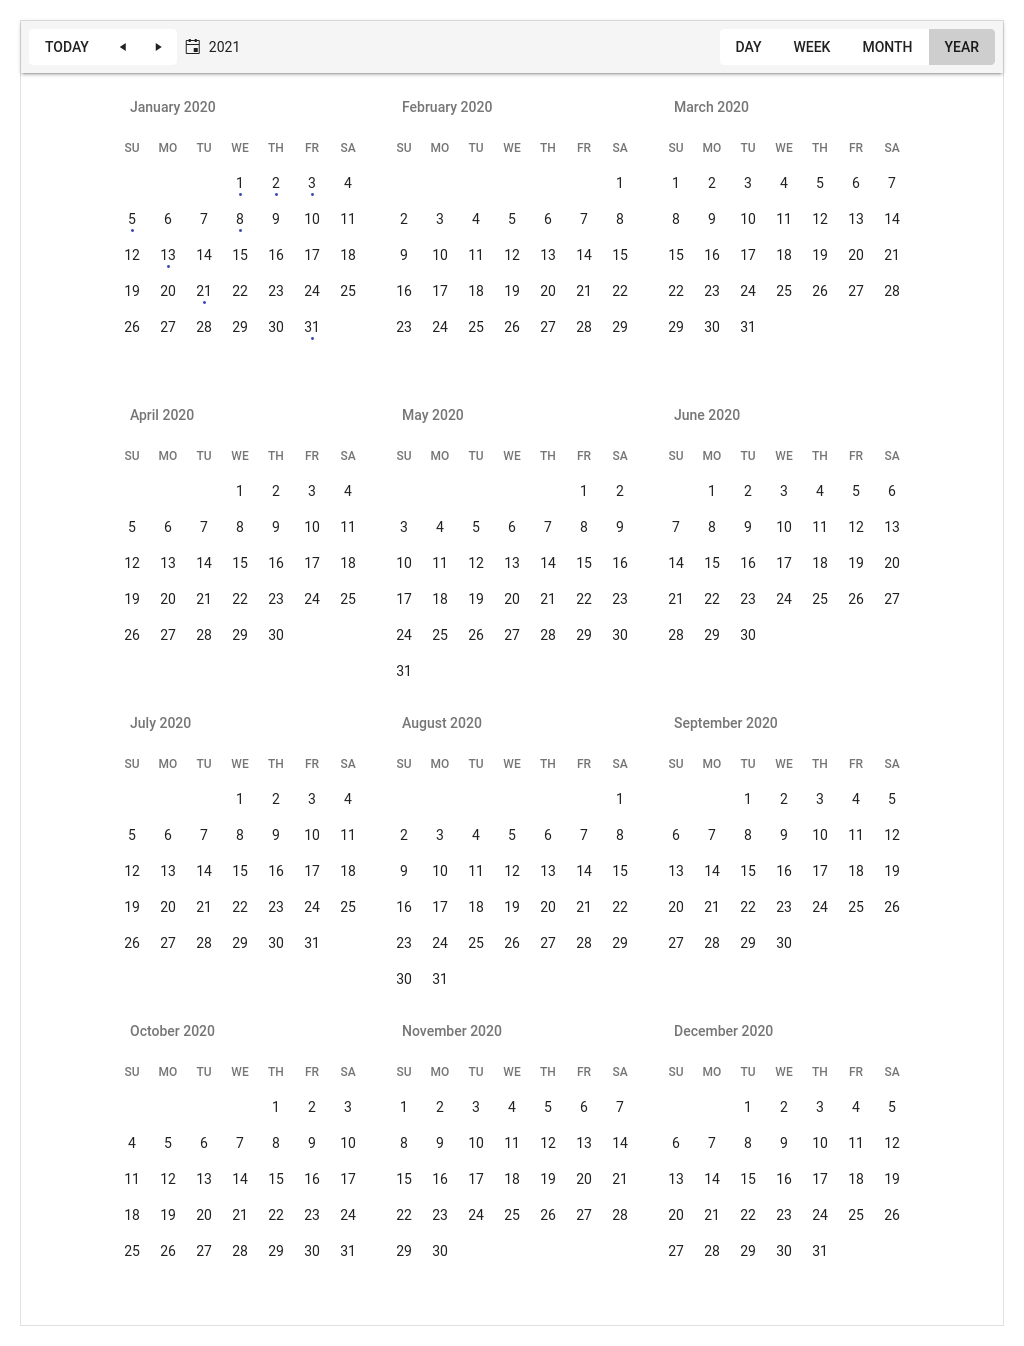 TODAY 2021 DAY WEEK MONTH YEAR
January 2020 February 2020 March 2020
SU MO TU WE TH FR SA SU MO TU WE TH FR SA SU MO TU WE TH FR SA
1 2 3 4 1 1 2 3 4 5 6 7
5 6 7 8 9 10 11 2 3 4 5 6 7 8 8 9 10 11 12 13 14
12 13 14 15 16 17 18 9 10 11 12 13 14 15 15 16 17 18 19 20 21
19 20 21 22 23 24 25 16 17 18 19 20 21 22 22 23 24 25 26 27 28
26 27 28 29 30 31 23 24 25 26 27 28 29 29 30 31
April 2020 May 2020 June 2020
SU MO TU WE TH FR SA SU MO TU WE TH FR SA SU MO TU WE TH FR SA
1 2 3 4 1 2 1 2 3 4 5 6
5 6 7 8 9 10 11 3 4 5 6 7 8 9 7 8 9 10 11 12 13
12 13 14 15 16 17 18 10 11 12 13 14 15 16 14 15 16 17 18 19 20
19 20 21 22 23 24 25 17 18 19 20 21 22 23 21 22 23 24 25 26 27
26 27 28 29 30 24 25 26 27 28 29 30 28 29 30
31
July 2020 August 2020 September 2020
SU MO TU WE TH FR SA SU MO TU WE TH FR SA SU MO TU WE TH FR SA
1 2 3 4 1 1 2 3 4 5
5 6 7 8 9 10 11 2 3 4 5 6 7 8 6 7 8 9 10 11 12
12 13 14 15 16 17 18 9 10 11 12 13 14 15 13 14 15 16 17 18 19
19 20 21 22 23 24 25 16 17 18 19 20 21 22 20 21 22 23 24 25 26
26 27 28 29 30 31 23 24 25 26 27 28 29 27 28 29 30
30 31
October 2020 November 2020 December 2020
SU MO TU WE TH FR SA SU MO TU WE TH FR SA SU MO TU WE TH FR SA
1 2 3 1 2 3 4 5 6 7 1 2 3 4 5
4 5 6 7 8 9 10 8 9 10 11 12 13 14 6 7 8 9 10 11 12
11 12 13 14 15 16 17 15 16 17 18 19 20 21 13 14 15 16 17 18 19
18 19 20 21 22 23 24 22 23 24 25 26 27 28 20 21 22 23 24 25 26
25 26 27 28 29 30 31 29 30 27 28 29 30 31